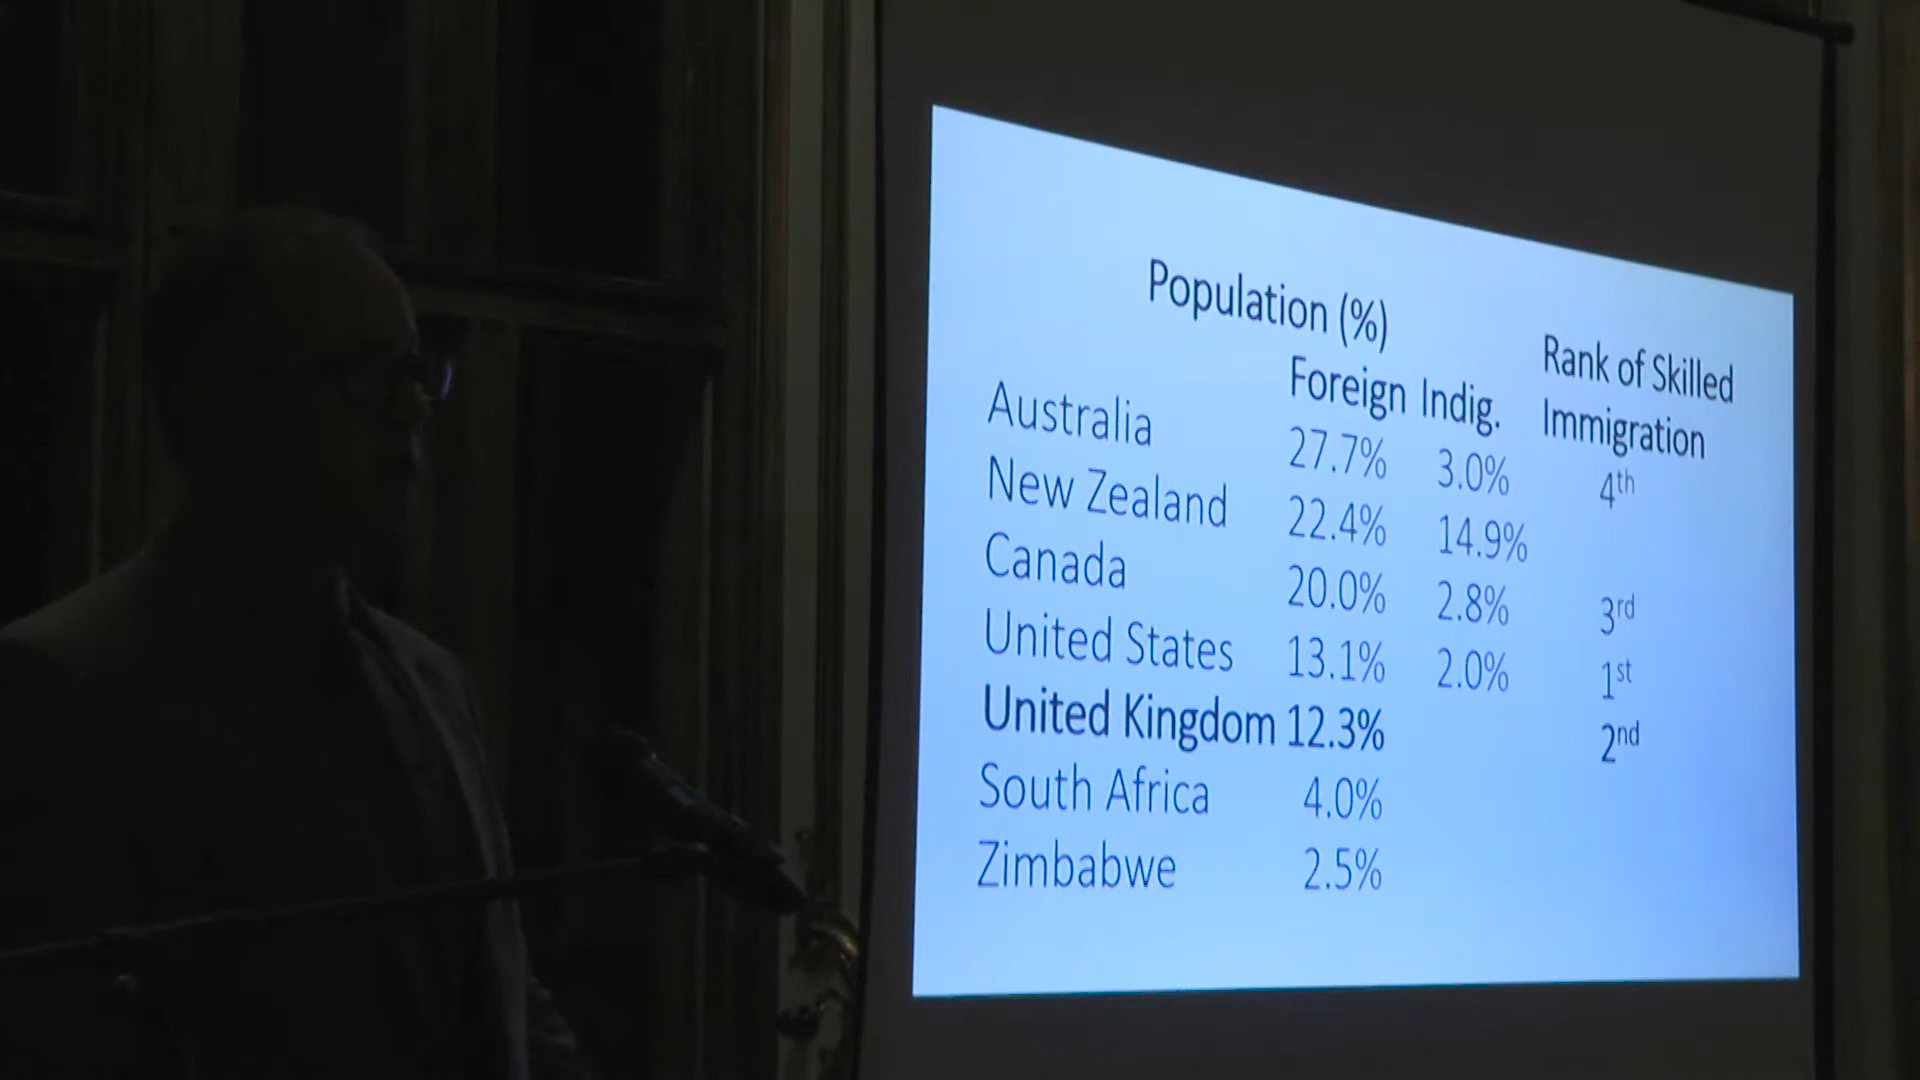 Population (%)
Foreign Indig. Rank of Skilled
Immigration
Australia 27.7% 3.0% 4th
New Zealand 22.4% 14.9%
Canada 20.0% 2.8% 3rd
United States 13.1% 2.0% 1st
United Kingdom 12.3% 2nd
South Africa 4.0%
Zimbabwe 2.5%